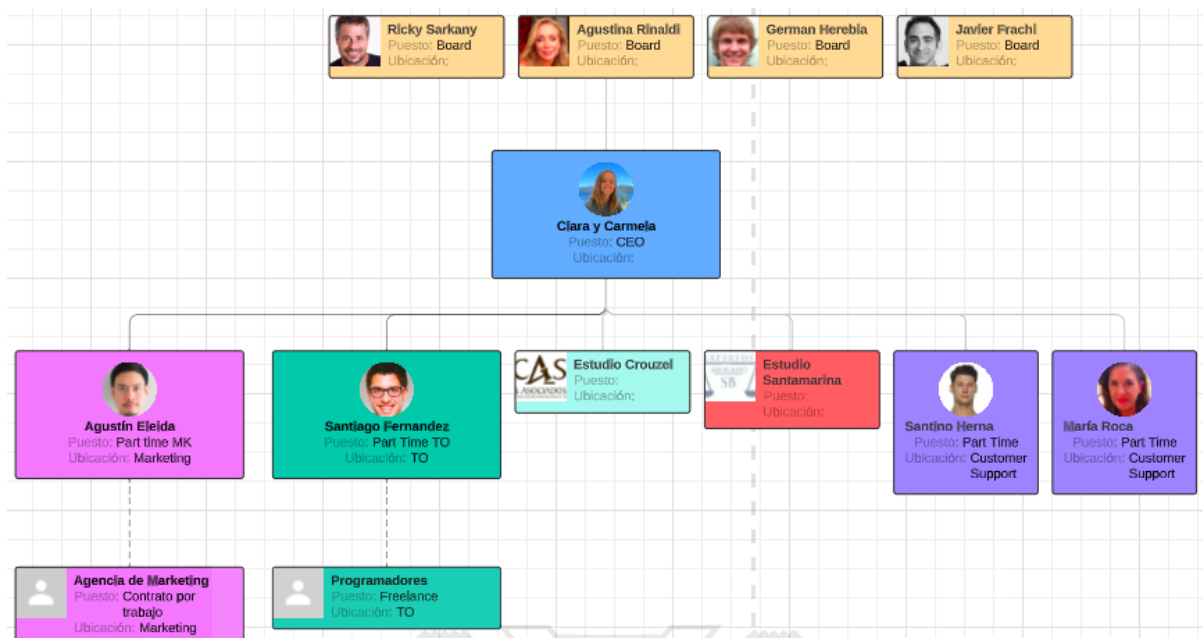 Ricky Sarkany
Puesto: Board
Ubicación:
Agustina Rinaldi
Puesto: Board
Ubicación:
German Herebia
Puesto: Board
Ubicación:
Javier Frachi
Puesto: Board
Ubicación:
Clara y Carmela
Puesto: CEO
Ubicación:
Agustín Eleida
Puesto: Part time MK
Ubicación: Marketing
Santiago Fernandez
Puesto: Part Time TO
Ubicación: TO
CAS
ASOCIADOS
Estudio Crouzel
Puesto:
Ubicación:
SB
Estudio
Santamarina
Puesto:
Ubicación:
Santino Herna
Puesto: Part Time
Ubicación: Customer
Support
María Roca
Puesto: Part Time
Ubicación: Customer
Support
Agencia de Marketing
Puesto: Contrato por
trabajo
Ubicación: Marketing
Programadores
Puesto: Freelance
Ubicación: TO